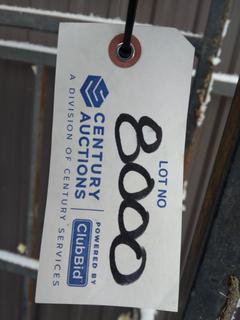 LOT NO
8000
CENTURY
AUCTIONS
A DIVISION OF CENTURY SERVICES
POWERED BY
ClubBid